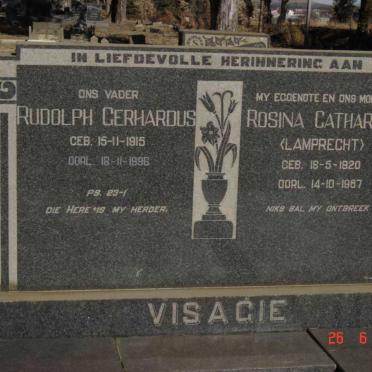 IN LIEFDEVOLLE HERINNERING AAN
ONS VADER
RUDOLPH GERHARDUS
GEB. 15-11-1915
OORL. 18-11-1996
PS. 23-1
DIE HERE IS MY HERDER,
MY EGGENOTE EN ONS MO
ROSINA CATHAR
(LAMPRECHT)
GEB. 18-5-1920
OORL. 14-10-1987
NIKS SAL MY ONTBREEK
VISAGIE
26 6